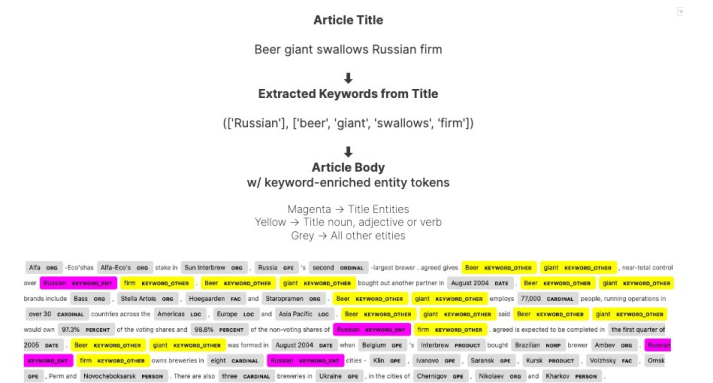 Article Title
Beer giant swallows Russian firm
Extracted Keywords from Title
(['Russian'], ['beer', 'giant', 'swallows', 'firm'])
Article Body
w/ keyword-enriched entity tokens
Magenta → Title Entities
Yellow → Title noun, adjective or verb
Grey → All other etities
Alfa ORG -Eco'shas Alfa-Eco's ORG stake in Sun Interbrew ORG , Russia GPE 's second ORDINAL -largest brewer . agreed gives Beer KEYWORD_OTHER giant KEYWORD_OTHER , near-total control
over Russian KEYWORD_ENT firm KEYWORD_OTHER . Beer KEYWORD_OTHER giant KEYWORD_OTHER bought out another partner in August 2004 DATE . Beer KEYWORD_OTHER giant KEYWORD_OTHER
brands include Bass ORG , Stella Artois ORG , Hoegaarden FAC and Staropramen ORG . Beer KEYWORD_OTHER giant KEYWORD_OTHER employs 77,000 CARDINAL people, running operations in
over 30 CARDINAL countries across the Americas LOC , Europe LOC and Asia Pacific LOC . Beer KEYWORD_OTHER giant KEYWORD_OTHER said Beer KEYWORD_OTHER giant KEYWORD_OTHER
would own 97.3% PERCENT of the voting shares and 98.8% PERCENT of the non-voting shares of Russian KEYWORD_ENT firm KEYWORD_OTHER . agreed is expected to be completed in the first quarter of
2005 DATE . Beer KEYWORD_OTHER giant KEYWORD_OTHER was formed in August 2004 DATE when Belgium GPE 's Interbrew PRODUCT bought Brazilian NORP brewer Ambev ORG . Russian
KEYWORD_ENT firm KEYWORD_OTHER owns breweries in eight CARDINAL Russian KEYWORD_ENT cities - Klin GPE , Ivanovo GPE , Saransk GPE , Kursk PRODUCT , Volzhsky FAC , Omsk
GPE , Perm and Novocheboksarsk PERSON . There are also three CARDINAL breweries in Ukraine GPE , in the cities of Chernigov GPE , Nikolaev ORG and Kharkov PERSON .